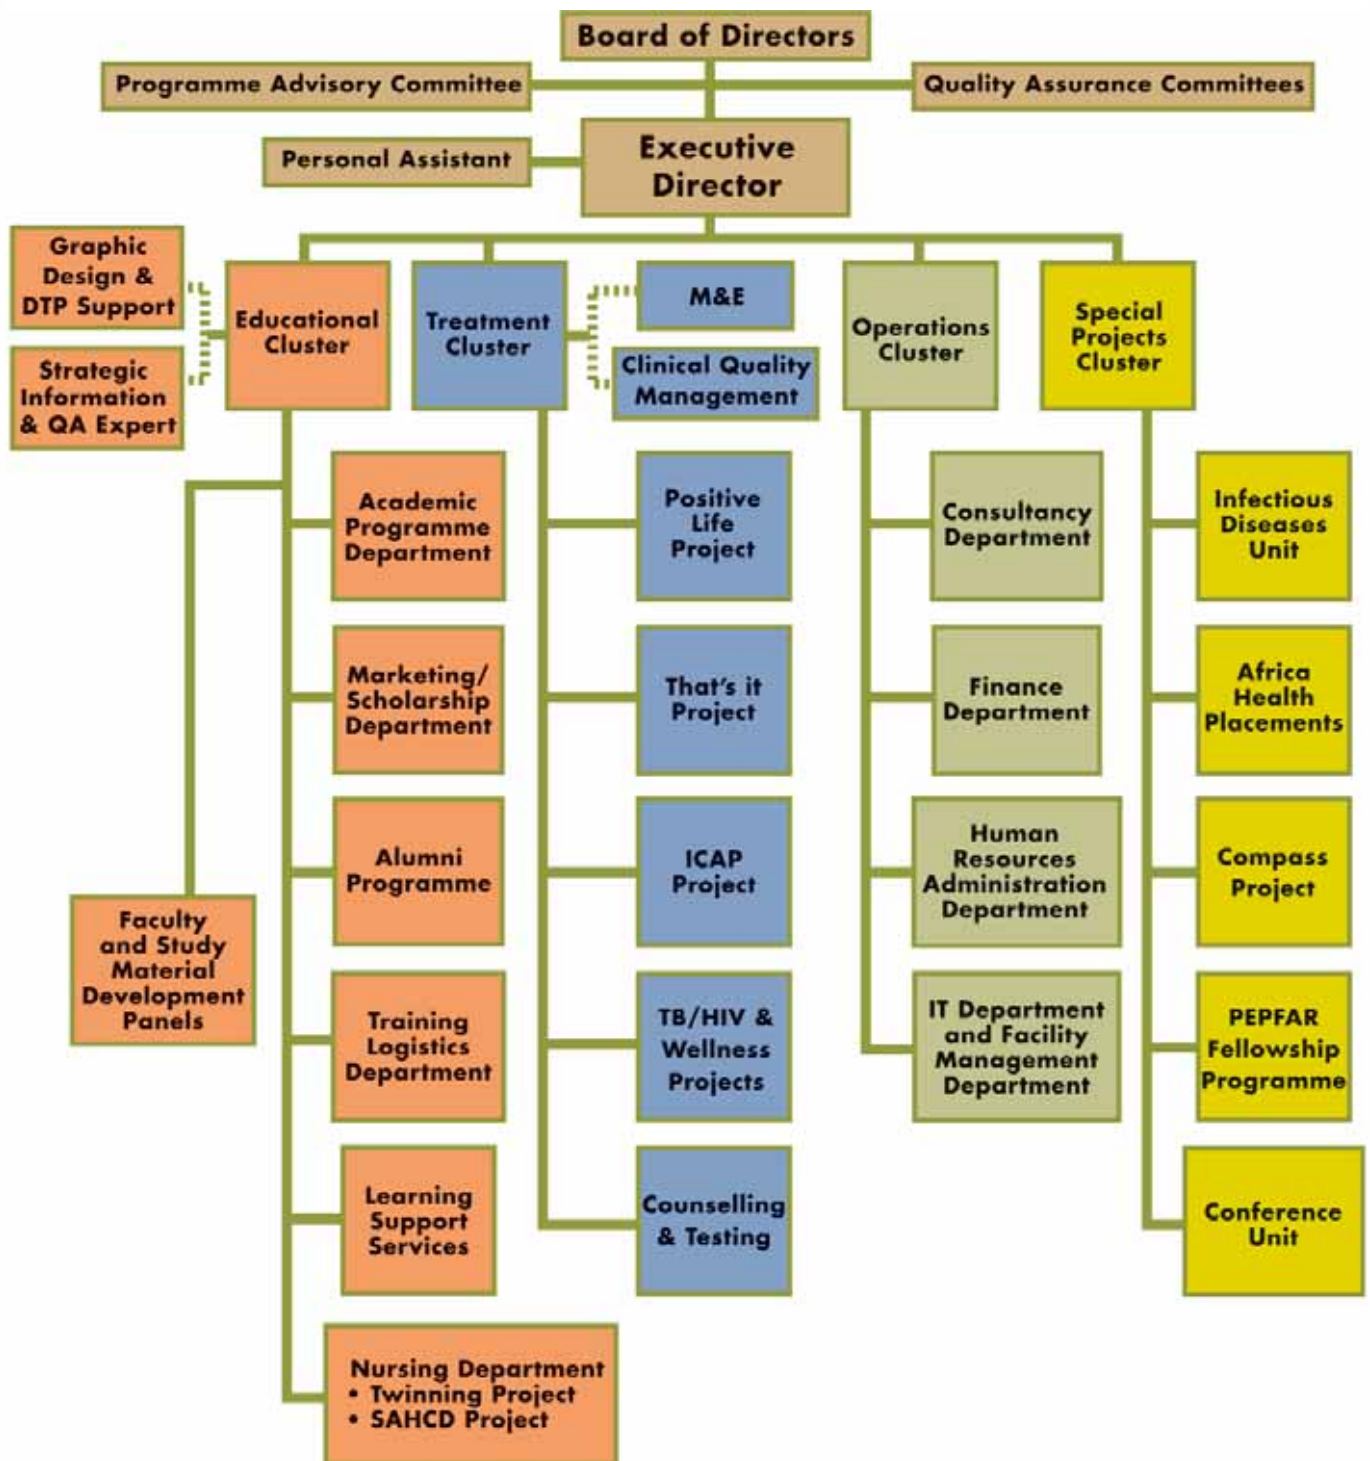 Board of Directors
Programme Advisory Committee
Quality Assurance Committees
Personal Assistant
Executive
Director
Graphic
Design &
DTP Support
Strategic
Information
& QA Expert
Educational
Cluster
Treatment
Cluster
M&E
Clinical Quality
Management
Operations
Cluster
Special
Projects
Cluster
Faculty
and Study
Material
Development
Panels
Academic
Programme
Department
Marketing/
Scholarship
Department
Alumni
Programme
Training
Logistics
Department
Learning
Support
Services
Nursing Department
• Twinning Project
• SAHCD Project
Positive
Life
Project
That's it
Project
ICAP
Project
TB/HIV &
Wellness
Projects
Counselling
& Testing
Consultancy
Department
Finance
Department
Human
Resources
Administration
Department
IT Department
and Facility
Management
Department
Infectious
Diseases
Unit
Africa
Health
Placements
Compass
Project
PEPFAR
Fellowship
Programme
Conference
Unit